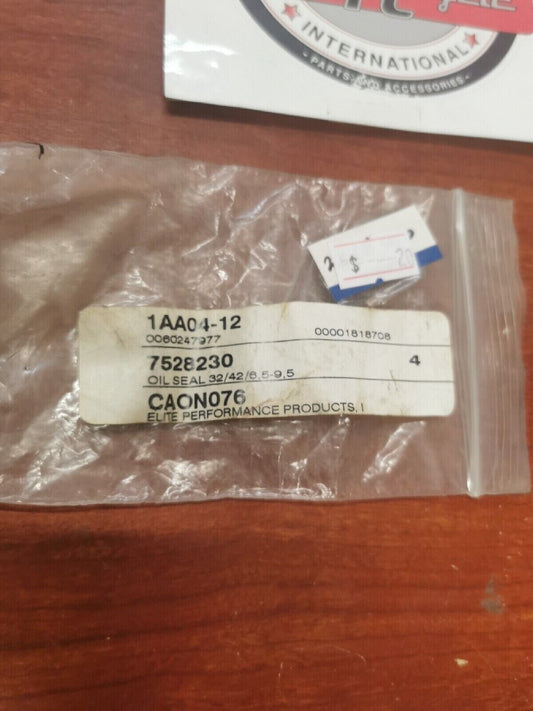 INTERNATIONAL
- PARTS AND ACCESSORIES -
$ 20
1AA04-12
0060247977
00001818708
7528230
4
OIL SEAL 32/42/6,5-9,5
CAON076
ELITE PERFORMANCE PRODUCTS, I